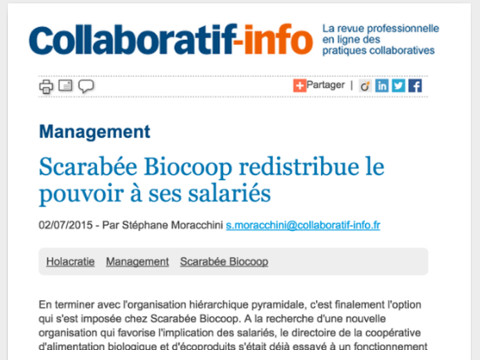 Collaboratif-info
La revue professionnelle
en ligne des
pratiques collaboratives
Partager |
Management
Scarabée Biocoop redistribue le
pouvoir à ses salariés
02/07/2015 - Par Stéphane Moracchini s.moracchini@collaboratif-info.fr
Holacratie Management Scarabée Biocoop
En terminer avec l'organisation hiérarchique pyramidale, c'est finalement l'option
qui s'est imposée chez Scarabée Biocoop. A la recherche d'une nouvelle
organisation qui favorise l'implication des salariés, le directoire de la coopérative
d'alimentation biologique et d'écoproduits s'était déjà essayé à un fonctionnement